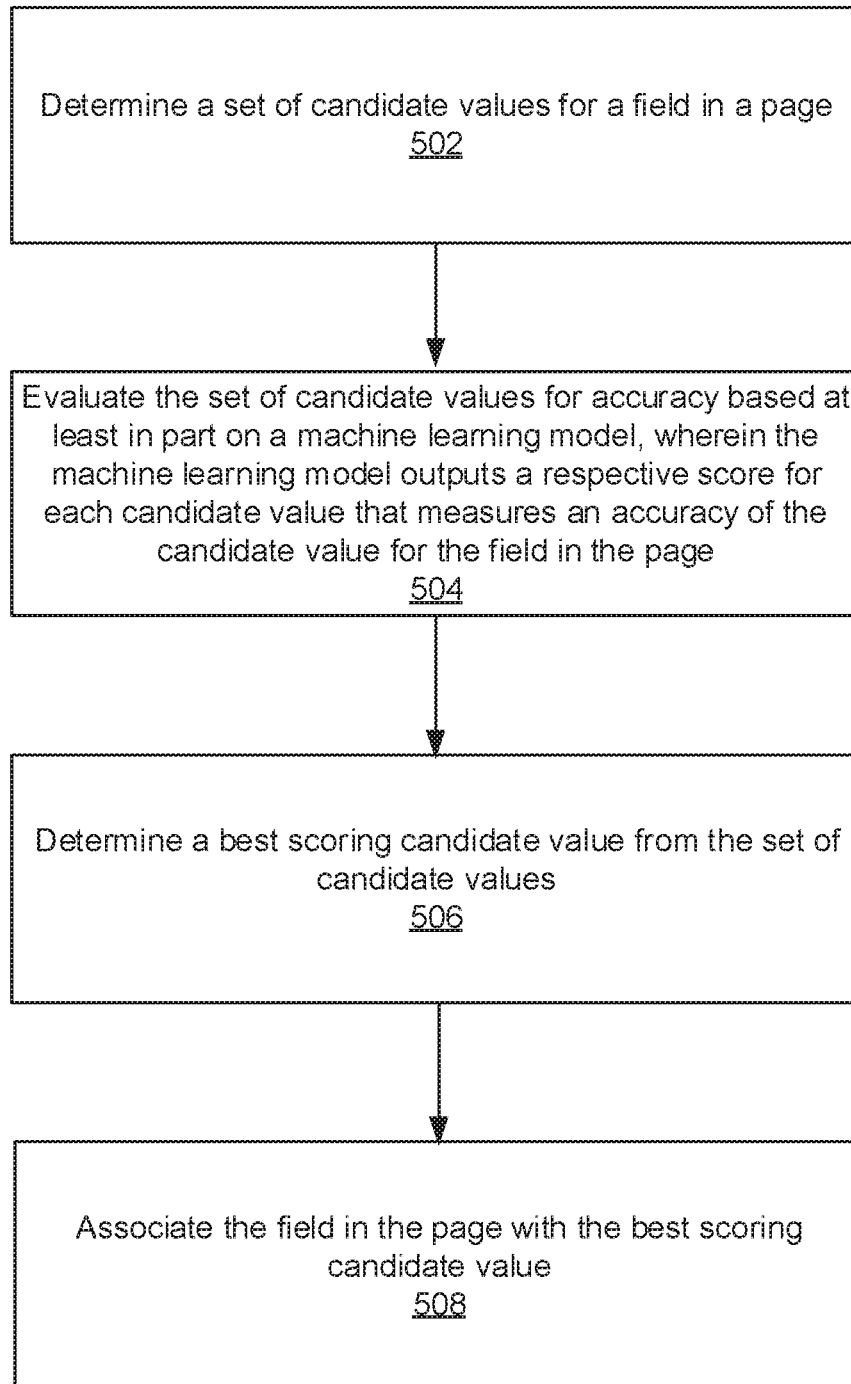 Determine a set of candidate values for a field in a page
502
Evaluate the set of candidate values for accuracy based at
least in part on a machine learning model, wherein the
machine learning model outputs a respective score for
each candidate value that measures an accuracy of the
candidate value for the field in the page
504
Determine a best scoring candidate value from the set of
candidate values
506
Associate the field in the page with the best scoring
candidate value
508